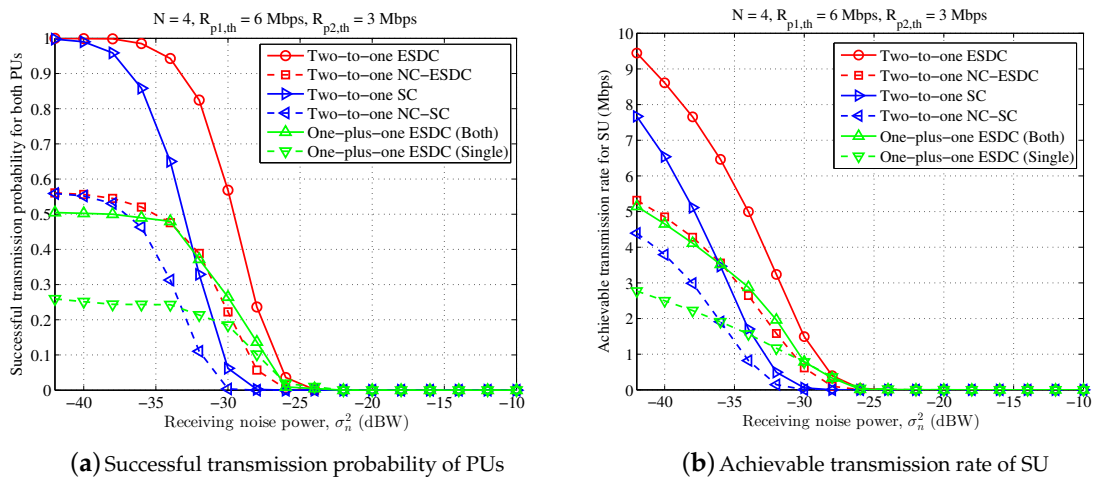 N = 4, R_p1,th = 6 Mbps, R_p2,th = 3 Mbps
Successful transmission probability for both PUs
1
0.9
0.8
0.7
0.6
0.5
0.4
0.3
0.2
0.1
0
Two−to−one ESDC
Two−to−one NC−ESDC
Two−to−one SC
Two−to−one NC−SC
One−plus−one ESDC (Both)
One−plus−one ESDC (Single)
−40 −35 −30 −25 −20 −15 −10
Receiving noise power, σ_n^2 (dBW)
(a) Successful transmission probability of PUs
N = 4, R_p1,th = 6 Mbps, R_p2,th = 3 Mbps
Achievable transmission rate for SU (Mbps)
10
9
8
7
6
5
4
3
2
1
0
Two−to−one ESDC
Two−to−one NC−ESDC
Two−to−one SC
Two−to−one NC−SC
One−plus−one ESDC (Both)
One−plus−one ESDC (Single)
−40 −35 −30 −25 −20 −15 −10
Receiving noise power, σ_n^2 (dBW)
(b) Achievable transmission rate of SU